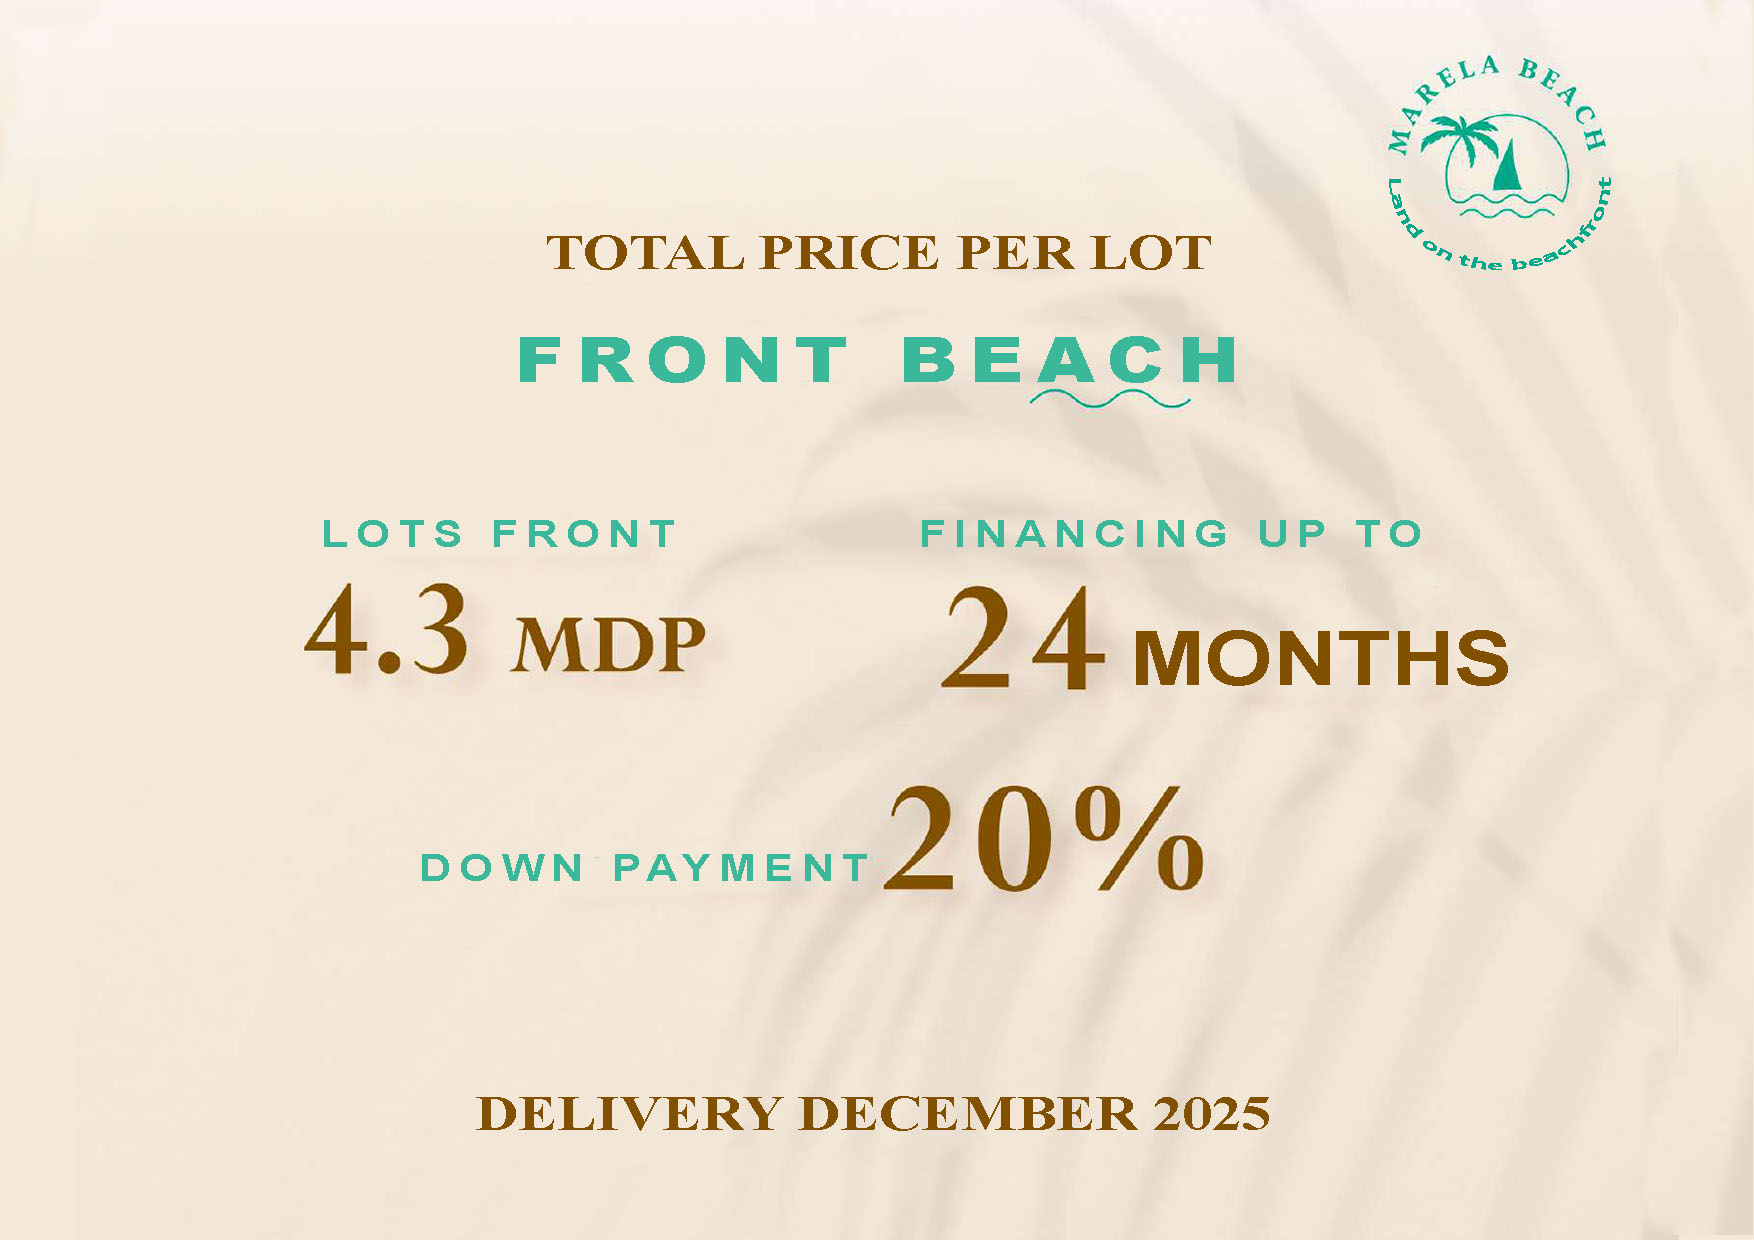 MARELA BEACH
Land on the beachfront
TOTAL PRICE PER LOT
FRONT BEACH
LOTS FRONT
4.3 MDP
FINANCING UP TO
24 MONTHS
DOWN PAYMENT 20%
DELIVERY DECEMBER 2025